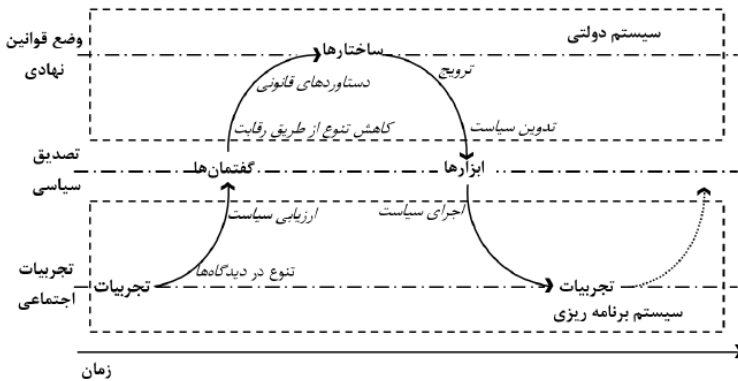 وضع قوانین
نهادی
سیستم دولتی
ساختارها
ترویج
دستاوردهای قانونی
کاهش تنوع از طریق رقابت
تدوین سیاست
تصدیق
سیاسی
گفتمان‌ها
ابزارها
ارزیابی سیاست
اجرای سیاست
تجربیات
اجتماعی
تنوع در دیدگاه‌ها
تجربیات
تجربیات
سیستم برنامه ریزی
زمان